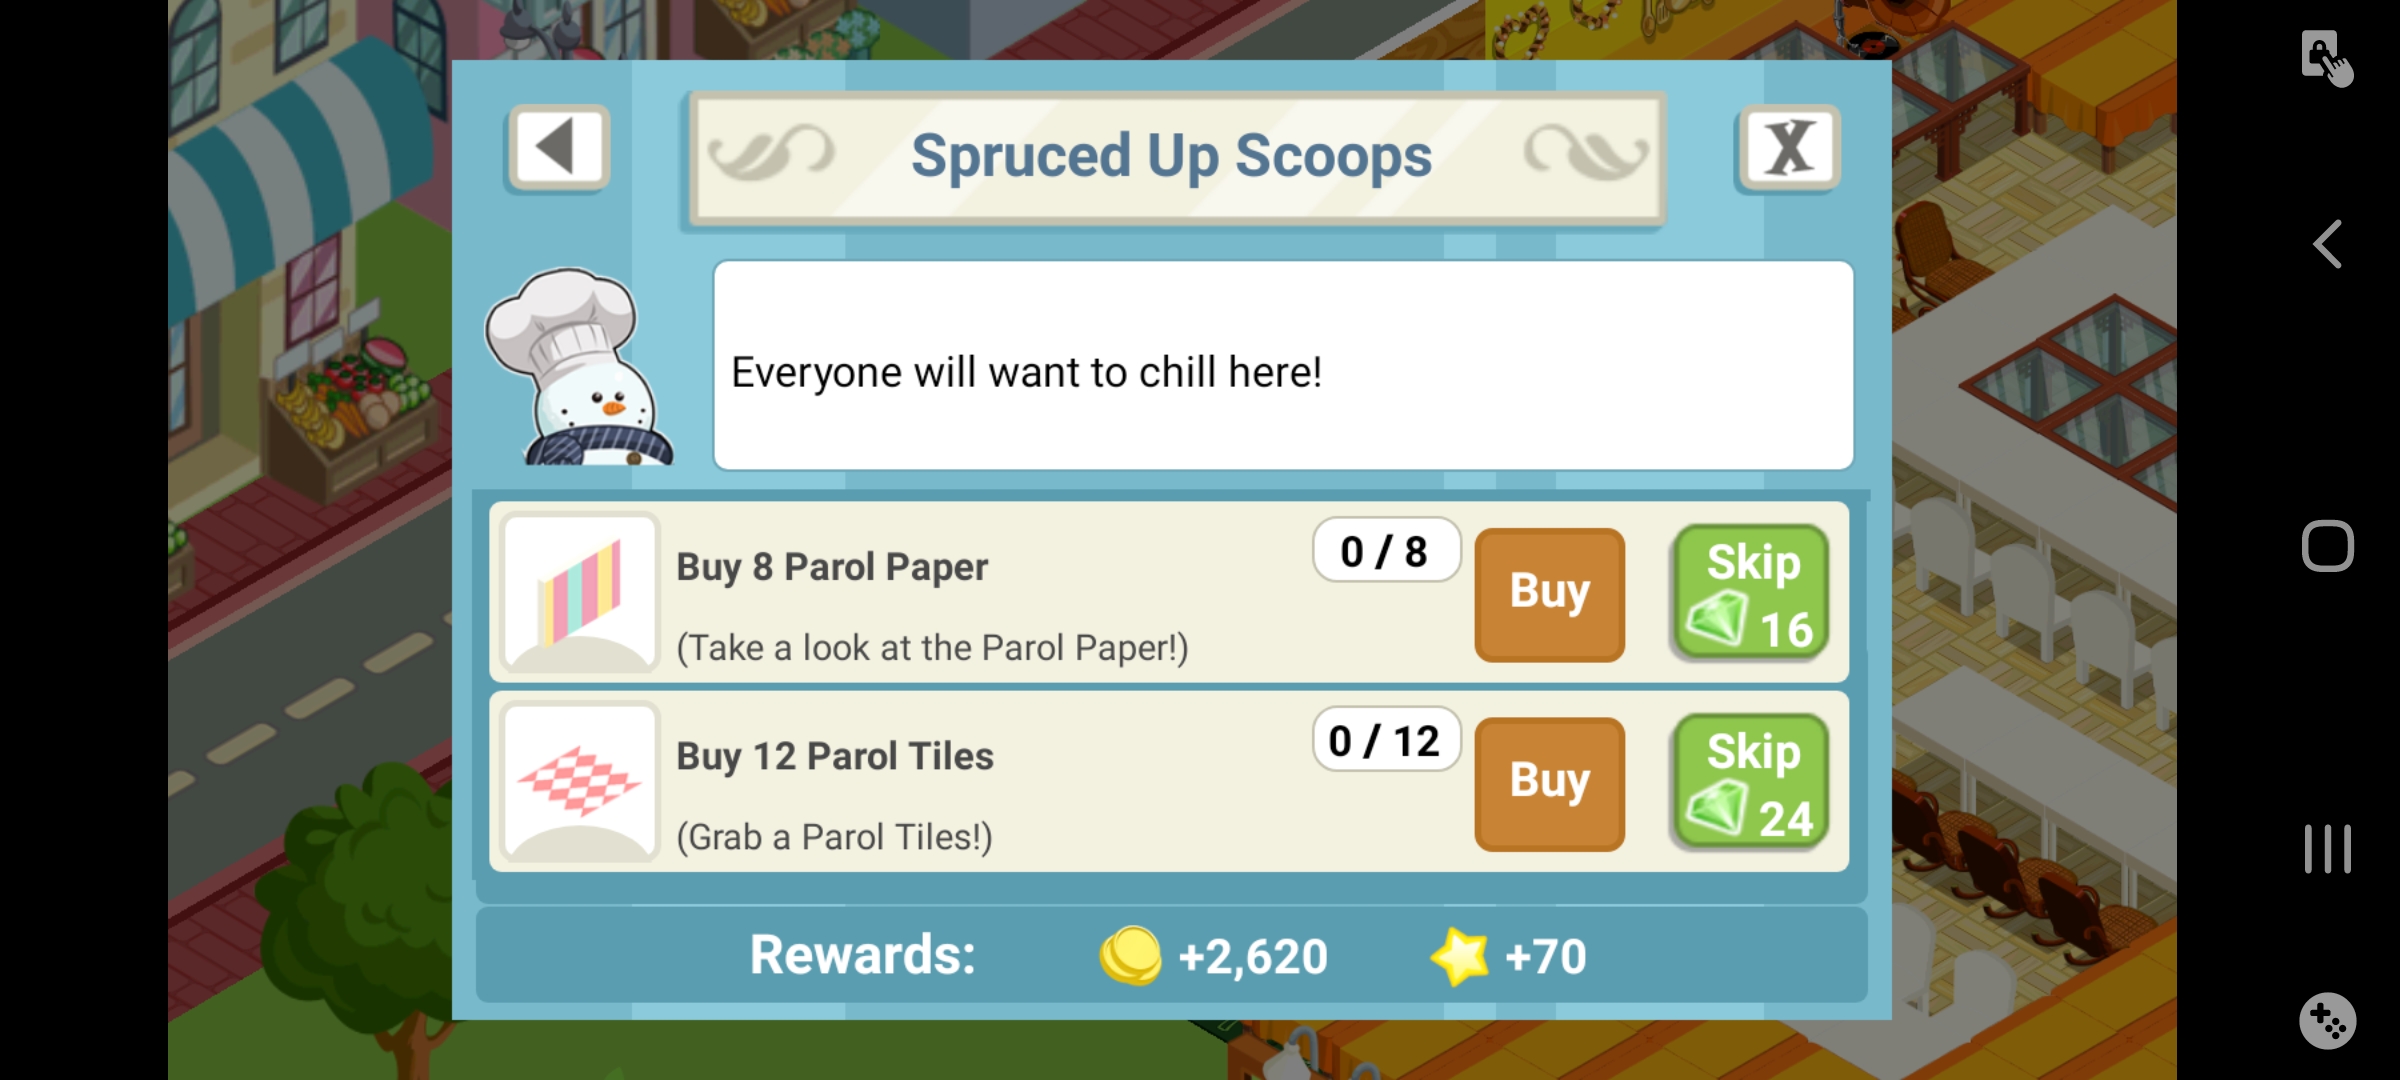 Spruced Up Scoops
X
Everyone will want to chill here!
Buy 8 Parol Paper
0 / 8
Buy
Skip
16
(Take a look at the Parol Paper!)
Buy 12 Parol Tiles
0 / 12
Buy
Skip
24
(Grab a Parol Tiles!)
Rewards: +2,620 +70